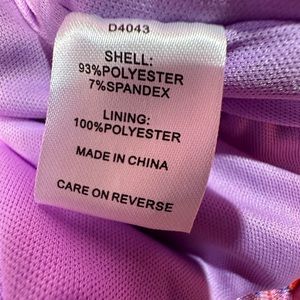 D4043
SHELL:
93%POLYESTER
7%SPANDEX
LINING:
100%POLYESTER
MADE IN CHINA
CARE ON REVERSE